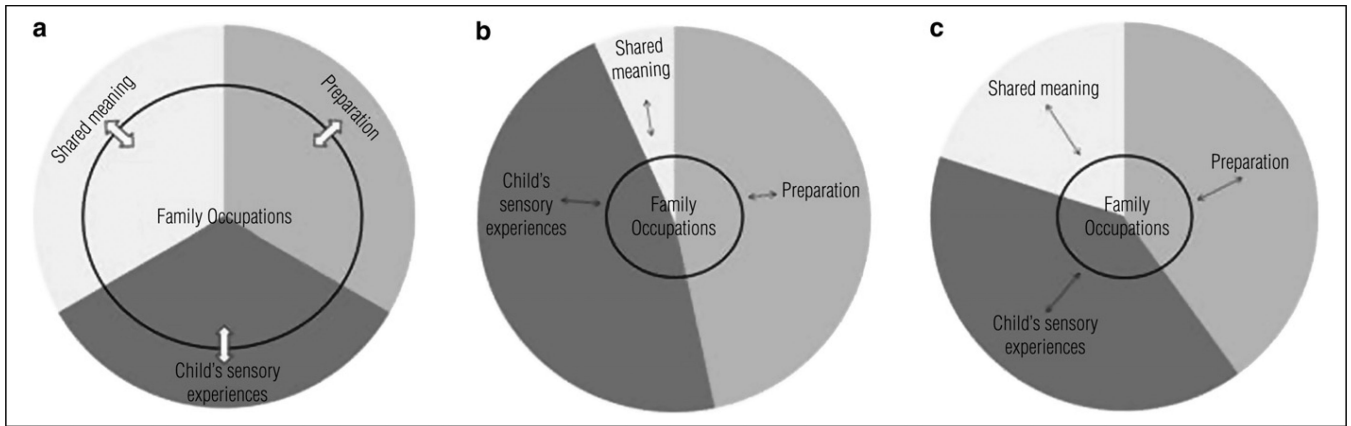 a
Shared meaning
Preparation
Family Occupations
Child's sensory
experiences
b
Shared
meaning
Child's
sensory
experiences
Preparation
Family
Occupations
c
Shared meaning
Preparation
Family
Occupations
Child's sensory
experiences